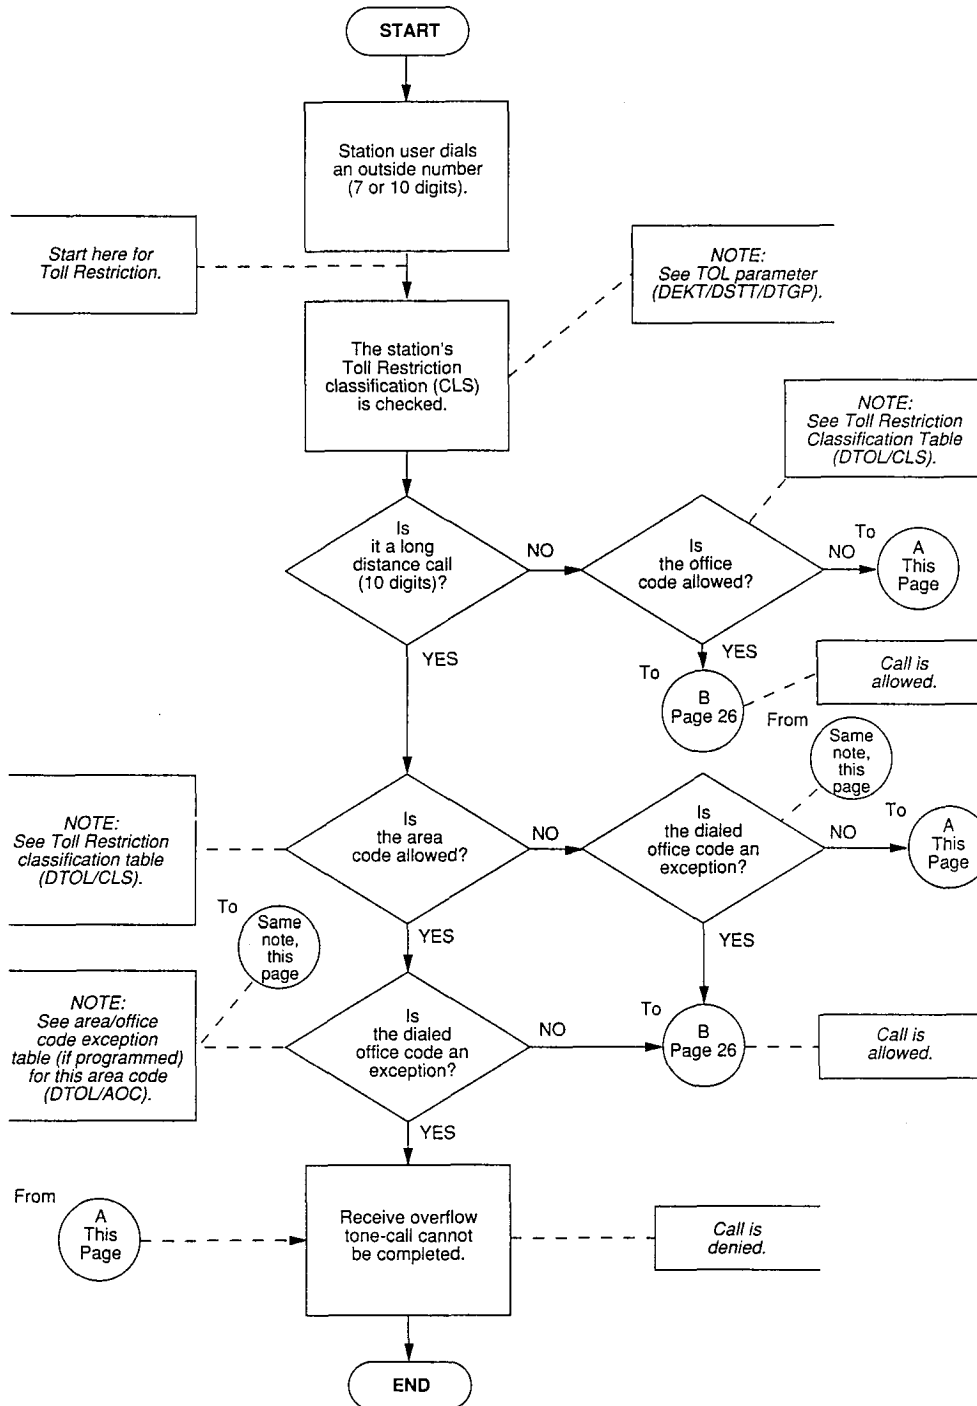 START
Station user dials
an outside number
(7 or 10 digits).
Start here for
Toll Restriction.
NOTE:
See TOL parameter
(DEKT/DSTT/DTGP).
The station's
Toll Restriction
classification (CLS)
is checked.
NOTE:
See Toll Restriction
Classification Table
(DTOL/CLS).
Is
it a long
distance call
(10 digits)?
NO
Is
the office
code allowed?
NO
To
A
This
Page
YES
YES
To
B
Page 26
Call is
allowed.
From
Same
note,
this
page
NOTE:
See Toll Restriction
classification table
(DTOL/CLS).
Is
the area
code allowed?
NO
Is
the dialed
office code an
exception?
NO
To
A
This
Page
To
Same
note,
this
page
YES
YES
NOTE:
See area/office
code exception
table (if programmed)
for this area code
(DTOL/AOC).
Is
the dialed
office code an
exception?
NO
To
B
Page 26
Call is
allowed.
YES
From
A
This
Page
Receive overflow
tone-call cannot
be completed.
Call is
denied.
END